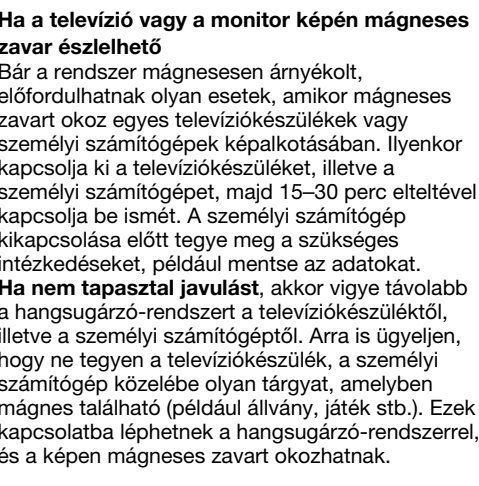 Ha a televízió vagy a monitor képén mágneses
zavar észlelhető
Bár a rendszer mágnesesen árnyékolt,
előfordulhatnak olyan esetek, amikor mágneses
zavart okoz egyes televíziókészülékek vagy
személyi számítógépek képalkotásában. Ilyenkor
kapcsolja ki a televíziókészüléket, illetve a
személyi számítógépet, majd 15–30 perc elteltével
kapcsolja be ismét. A személyi számítógép
kikapcsolása előtt tegye meg a szükséges
intézkedéseket, például mentse az adatokat.
Ha nem tapasztal javulást, akkor vigye távolabb
a hangsugárzó-rendszert a televíziókészüléktől,
illetve a személyi számítógéptől. Arra is ügyeljen,
hogy ne tegyen a televíziókészülék, a személyi
számítógép közelébe olyan tárgyat, amelyben
mágnes található (például állvány, játék stb.). Ezek
kapcsolatba léphetnek a hangsugárzó-rendszerrel,
és a képen mágneses zavart okozhatnak.